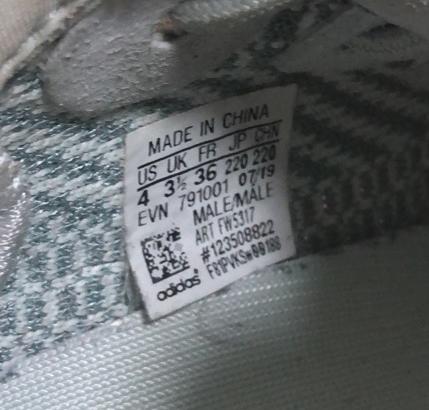 MADE IN CHINA
US UK FR JP CHN
4 3½ 36 220 220
EVN 791001 07/19
MALE/MALE
ART FW5317
#123508822
adidas